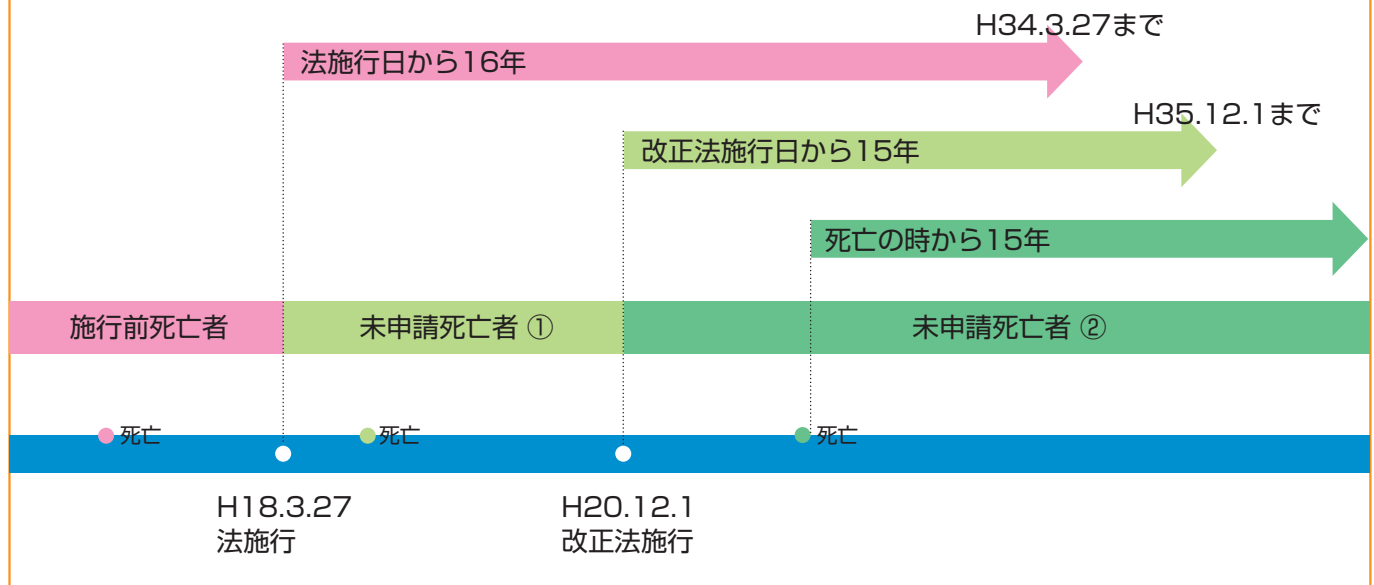 H34.3.27まで
法施行日から16年
H35.12.1まで
改正法施行日から15年
死亡の時から15年
施行前死亡者
未申請死亡者 ①
未申請死亡者 ②
死亡
死亡
死亡
H18.3.27
法施行
H20.12.1
改正法施行